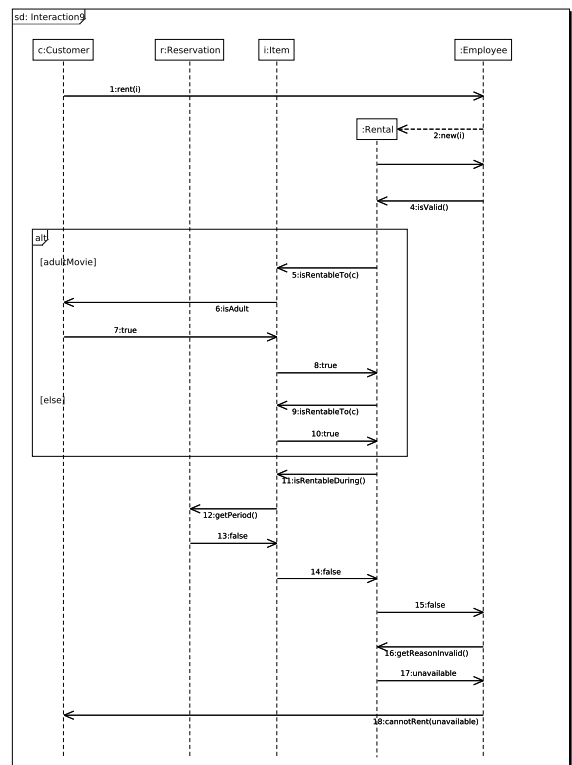 sd: Interaction9
c:Customer
r:Reservation
i:Item
:Employee
1:rent(i)
:Rental
2:new(i)
4:isValid()
alt
[adultMovie]
5:isRentableTo(c)
6:isAdult
7:true
8:true
[else]
9:isRentableTo(c)
10:true
11:isRentableDuring()
12:getPeriod()
13:false
14:false
15:false
16:getReasonInvalid()
17:unavailable
18:cannotRent(unavailable)